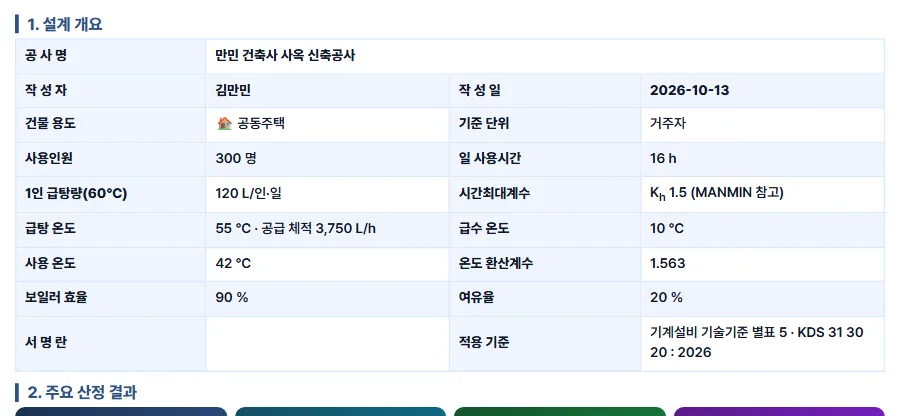 1. 설계 개요
공 사 명 만민 건축사 사옥 신축공사
작 성 자 김만민 작 성 일 2026-10-13
건물 용도 공동주택 기준 단위 거주자
사용인원 300 명 일 사용시간 16 h
1인 급탕량(60°C) 120 L/인·일 시간최대계수 Kh 1.5 (MANMIN 참고)
급탕 온도 55 °C · 공급 체적 3,750 L/h 급수 온도 10 °C
사용 온도 42 °C 온도 환산계수 1.563
보일러 효율 90 % 여유율 20 %
서 명 란 적용 기준 기계설비 기술기준 별표 5 · KDS 31 30
20 : 2026
2. 주요 산정 결과